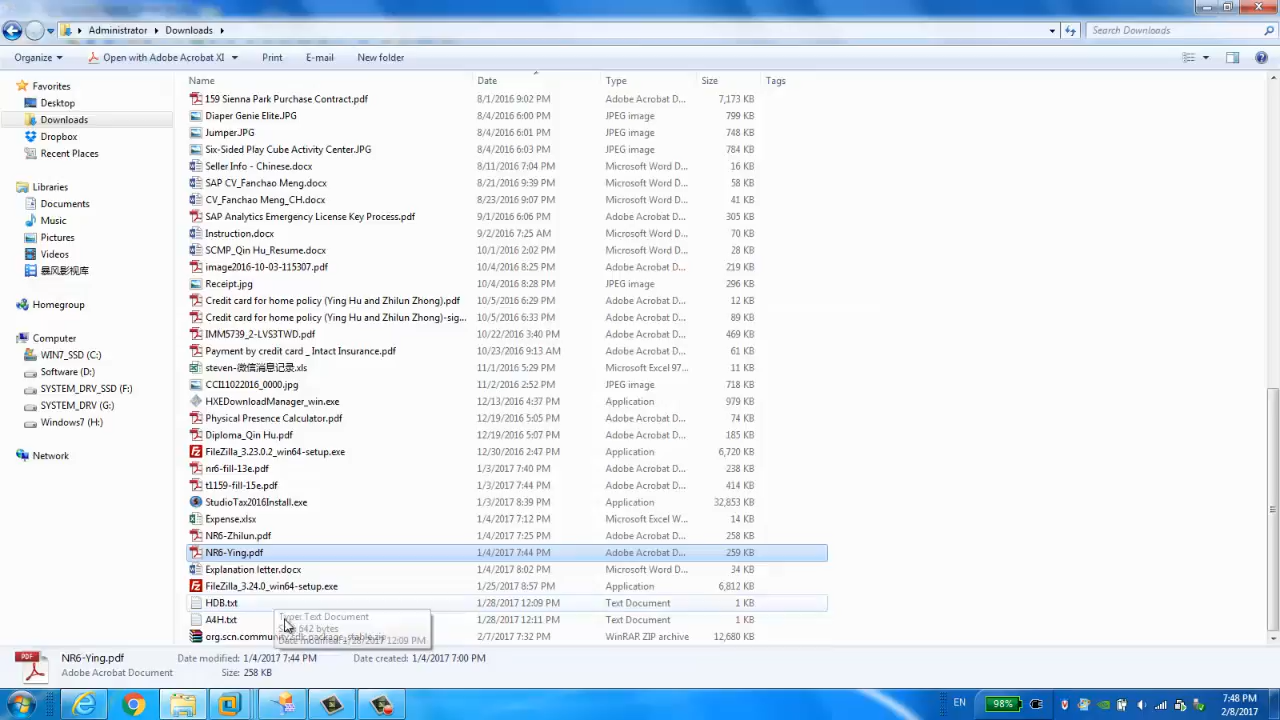 Administrator Downloads Search Downloads
Organize Open with Adobe Acrobat XI Print E-mail New folder
Name Date Type Size Tags
Favorites
Desktop
Downloads
Dropbox
Recent Places
Libraries
Documents
Music
Pictures
Videos
暴风影视库
Homegroup
Computer
WIN7_SSD (C:)
Software (D:)
SYSTEM_DRV_SSD (F:)
SYSTEM_DRV (G:)
Windows7 (H:)
Network
159 Sienna Park Purchase Contract.pdf 8/1/2016 9:02 PM Adobe Acrobat D... 7,173 KB
Diaper Genie Elite.JPG 8/4/2016 6:00 PM JPEG image 799 KB
Jumper.JPG 8/4/2016 6:01 PM JPEG image 748 KB
Six-Sided Play Cube Activity Center.JPG 8/4/2016 6:03 PM JPEG image 784 KB
Seller Info - Chinese.docx 8/11/2016 7:04 PM Microsoft Word D... 16 KB
SAP CV_Fanchao Meng.docx 8/21/2016 9:39 PM Microsoft Word D... 58 KB
CV_Fanchao Meng_CH.docx 8/23/2016 9:07 PM Microsoft Word D... 41 KB
SAP Analytics Emergency License Key Process.pdf 9/1/2016 6:06 PM Adobe Acrobat D... 305 KB
Instruction.docx 9/2/2016 7:25 AM Microsoft Word D... 70 KB
SCMP_Qin Hu_Resume.docx 10/1/2016 2:02 PM Microsoft Word D... 28 KB
image2016-10-03-115307.pdf 10/4/2016 8:25 PM Adobe Acrobat D... 219 KB
Receipt.jpg 10/4/2016 8:28 PM JPEG image 296 KB
Credit card for home policy (Ying Hu and Zhilun Zhong).pdf 10/5/2016 6:29 PM Adobe Acrobat D... 12 KB
Credit card for home policy (Ying Hu and Zhilun Zhong)-sig... 10/5/2016 6:33 PM Adobe Acrobat D... 89 KB
IMM5739_2-LVS3TWD.pdf 10/22/2016 3:40 PM Adobe Acrobat D... 469 KB
Payment by credit card _ Intact Insurance.pdf 10/23/2016 9:13 AM Adobe Acrobat D... 61 KB
steven-微信消息记录.xls 11/1/2016 5:29 PM Microsoft Excel 97... 11 KB
CCI11022016_0000.jpg 11/2/2016 2:52 PM JPEG image 718 KB
HXEDownloadManager_win.exe 12/13/2016 4:37 PM Application 979 KB
Physical Presence Calculator.pdf 12/19/2016 5:05 PM Adobe Acrobat D... 74 KB
Diploma_Qin Hu.pdf 12/19/2016 5:07 PM Adobe Acrobat D... 185 KB
FileZilla_3.23.0.2_win64-setup.exe 12/30/2016 2:47 PM Application 6,720 KB
nr6-fill-13e.pdf 1/3/2017 7:40 PM Adobe Acrobat D... 238 KB
t1159-fill-15e.pdf 1/3/2017 7:44 PM Adobe Acrobat D... 414 KB
StudioTax2016Install.exe 1/3/2017 8:39 PM Application 32,853 KB
Expense.xlsx 1/4/2017 7:12 PM Microsoft Excel W... 14 KB
NR6-Zhilun.pdf 1/4/2017 7:25 PM Adobe Acrobat D... 258 KB
NR6-Ying.pdf 1/4/2017 7:44 PM Adobe Acrobat D... 259 KB
Explanation letter.docx 1/4/2017 8:02 PM Microsoft Word D... 34 KB
FileZilla_3.24.0_win64-setup.exe 1/25/2017 8:57 PM Application 6,812 KB
HDB.txt 1/28/2017 12:09 PM Text Document 1 KB
Type: Text Document
A4H.txt 1/28/2017 12:11 PM Text Document 1 KB
642 bytes
org.scn.community.sdk.package_stable.zip 2/7/2017 7:32 PM WinRAR ZIP archive 12,680 KB
Date modified: 1/28/2017 12:09 PM
NR6-Ying.pdf Date modified: 1/4/2017 7:44 PM Date created: 1/4/2017 7:00 PM
Adobe Acrobat Document Size: 258 KB
EN 98% 7:48 PM
2/8/2017